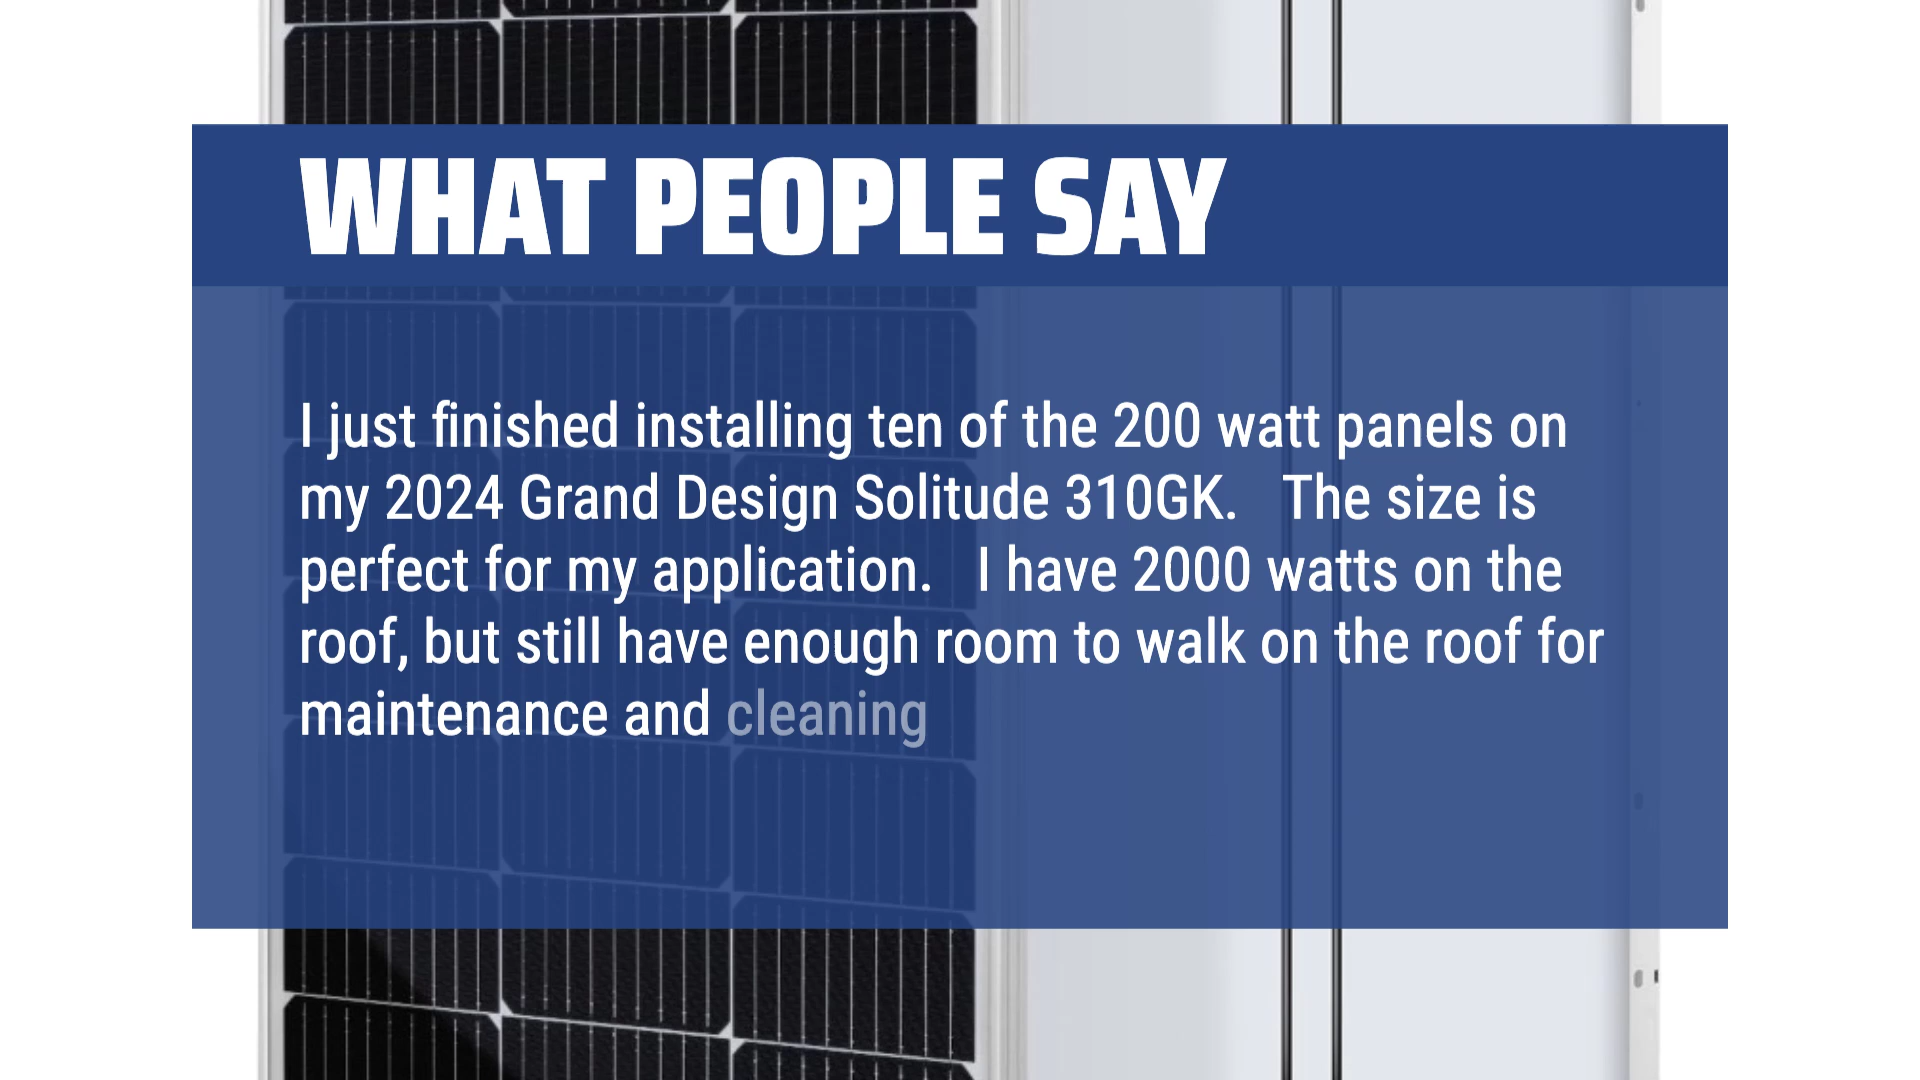 WHAT PEOPLE SAY
I just finished installing ten of the 200 watt panels on
my 2024 Grand Design Solitude 310GK.   The size is
perfect for my application.   I have 2000 watts on the
roof, but still have enough room to walk on the roof for
maintenance and cleaning